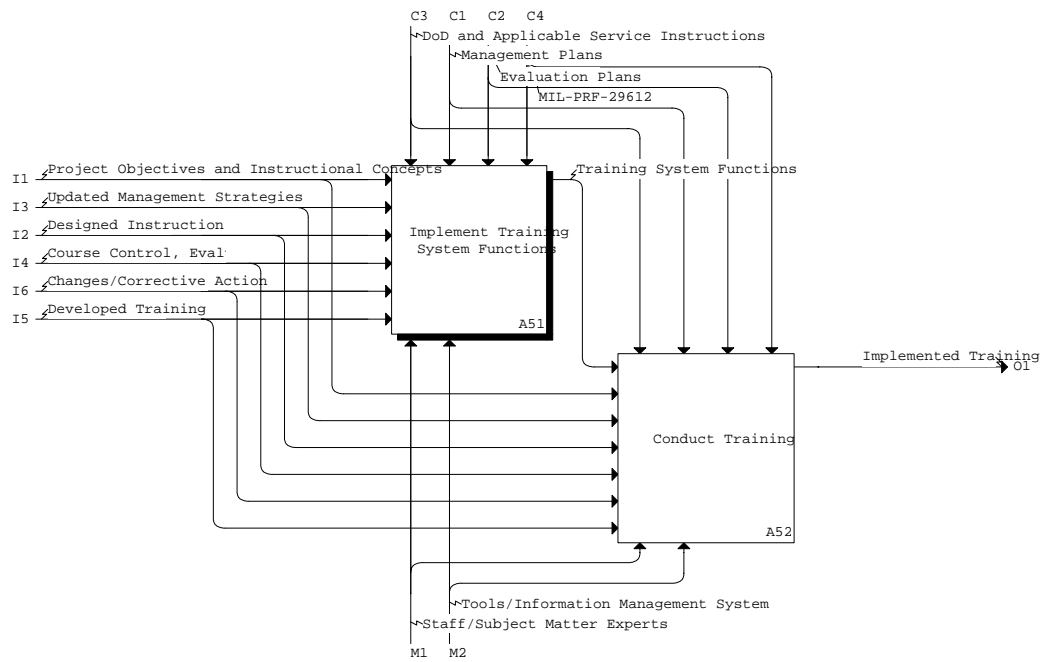 C3 C1 C2 C4
DoD and Applicable Service Instructions
Management Plans
Evaluation Plans
MIL-PRF-29612
I1 Project Objectives and Instructional Concepts
Training System Functions
I3 Updated Management Strategies
I2 Designed Instruction
Implement Training
System Functions
I4 Course Control, Eval
I6 Changes/Corrective Action
I5 Developed Training
A51
Implemented Training
O1
Conduct Training
A52
Tools/Information Management System
Staff/Subject Matter Experts
M1 M2